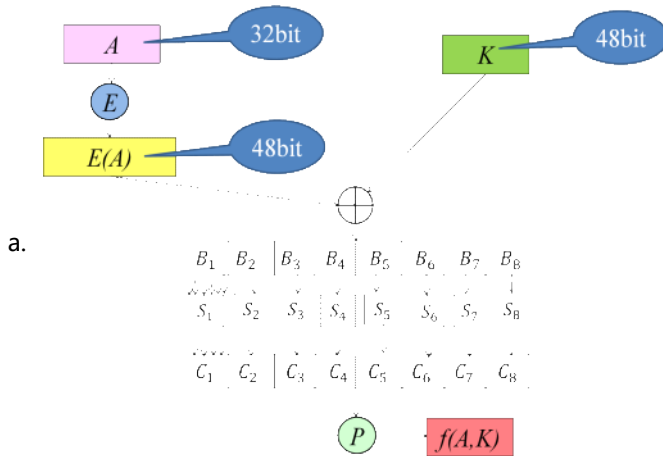 A 32bit
K 48bit
E
E(A) 48bit
a.
B₁ B₂ B₃ B₄ B₅ B₆ B₇ B₈
S₁ S₂ S₃ S₄ S₅ S₆ S₇ S₈
C₁ C₂ C₃ C₄ C₅ C₆ C₇ C₈
P f(A,K)